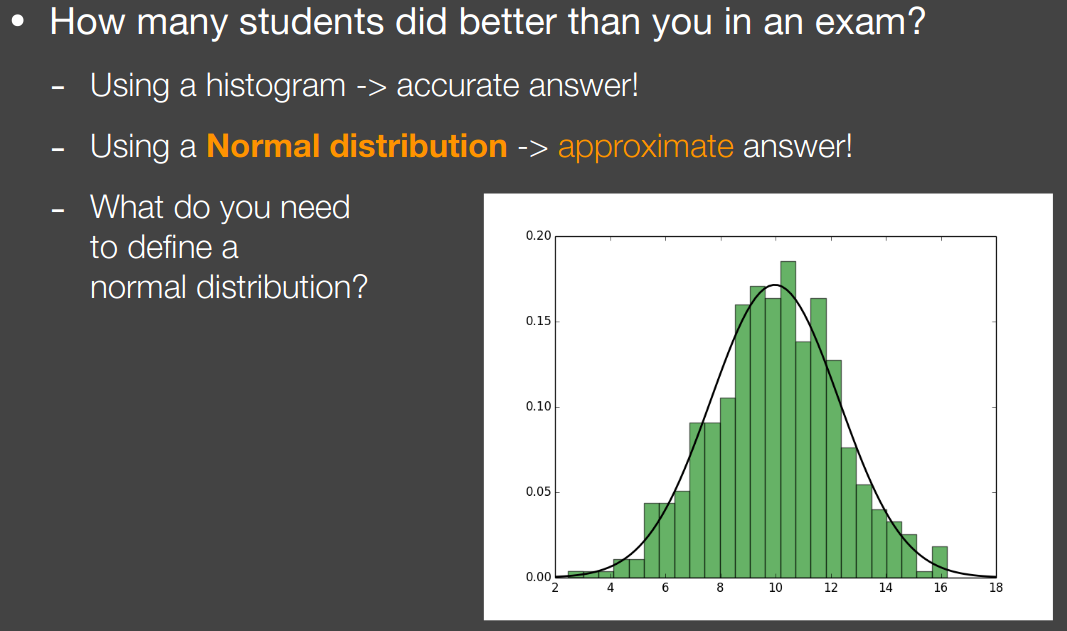 • How many students did better than you in an exam?
- Using a histogram -> accurate answer!
- Using a Normal distribution -> approximate answer!
- What do you need
to define a
normal distribution?
0.20
0.15
0.10
0.05
0.00
2 4 6 8 10 12 14 16 18